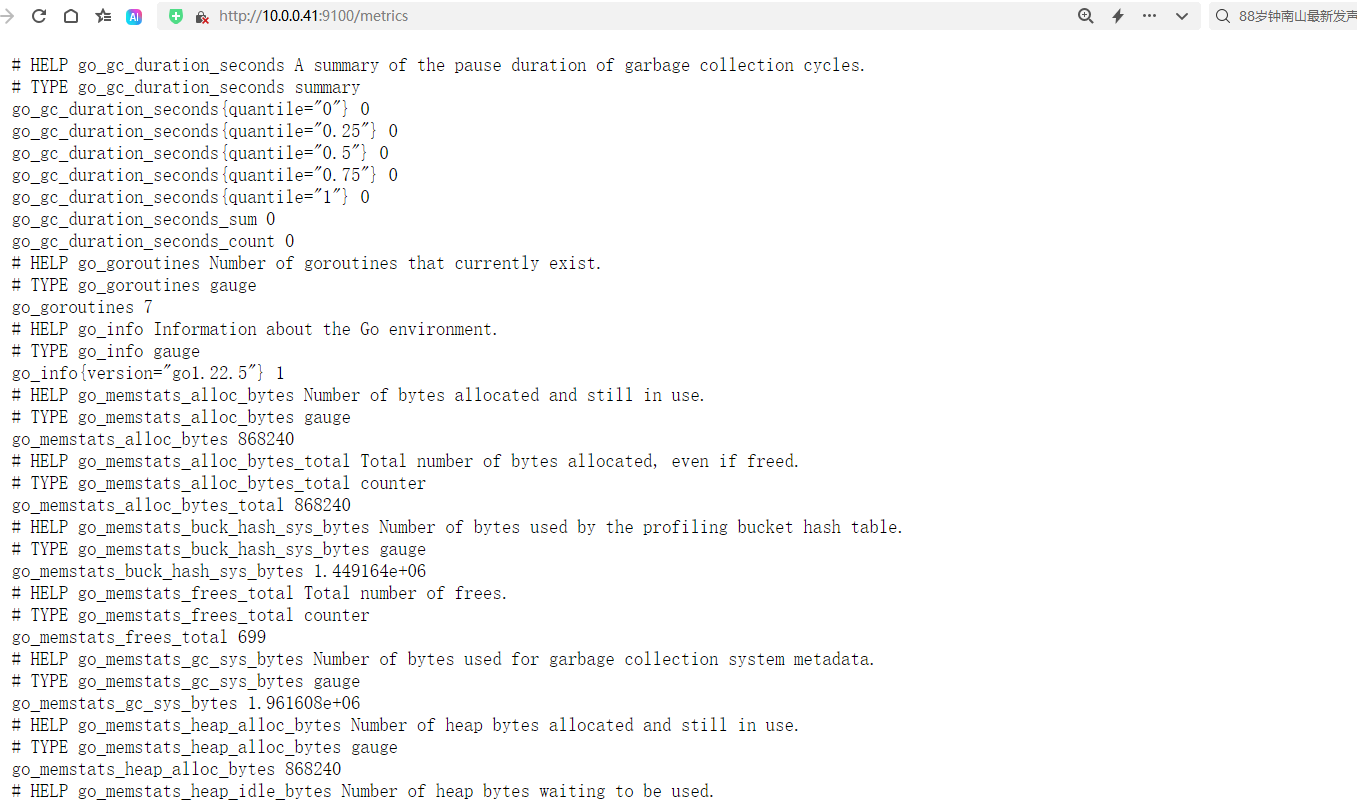 AI
http://10.0.0.41:9100/metrics
88岁钟南山最新发声
# HELP go_gc_duration_seconds A summary of the pause duration of garbage collection cycles.
# TYPE go_gc_duration_seconds summary
go_gc_duration_seconds{quantile="0"} 0
go_gc_duration_seconds{quantile="0.25"} 0
go_gc_duration_seconds{quantile="0.5"} 0
go_gc_duration_seconds{quantile="0.75"} 0
go_gc_duration_seconds{quantile="1"} 0
go_gc_duration_seconds_sum 0
go_gc_duration_seconds_count 0
# HELP go_goroutines Number of goroutines that currently exist.
# TYPE go_goroutines gauge
go_goroutines 7
# HELP go_info Information about the Go environment.
# TYPE go_info gauge
go_info{version="go1.22.5"} 1
# HELP go_memstats_alloc_bytes Number of bytes allocated and still in use.
# TYPE go_memstats_alloc_bytes gauge
go_memstats_alloc_bytes 868240
# HELP go_memstats_alloc_bytes_total Total number of bytes allocated, even if freed.
# TYPE go_memstats_alloc_bytes_total counter
go_memstats_alloc_bytes_total 868240
# HELP go_memstats_buck_hash_sys_bytes Number of bytes used by the profiling bucket hash table.
# TYPE go_memstats_buck_hash_sys_bytes gauge
go_memstats_buck_hash_sys_bytes 1.449164e+06
# HELP go_memstats_frees_total Total number of frees.
# TYPE go_memstats_frees_total counter
go_memstats_frees_total 699
# HELP go_memstats_gc_sys_bytes Number of bytes used for garbage collection system metadata.
# TYPE go_memstats_gc_sys_bytes gauge
go_memstats_gc_sys_bytes 1.961608e+06
# HELP go_memstats_heap_alloc_bytes Number of heap bytes allocated and still in use.
# TYPE go_memstats_heap_alloc_bytes gauge
go_memstats_heap_alloc_bytes 868240
# HELP go_memstats_heap_idle_bytes Number of heap bytes waiting to be used.